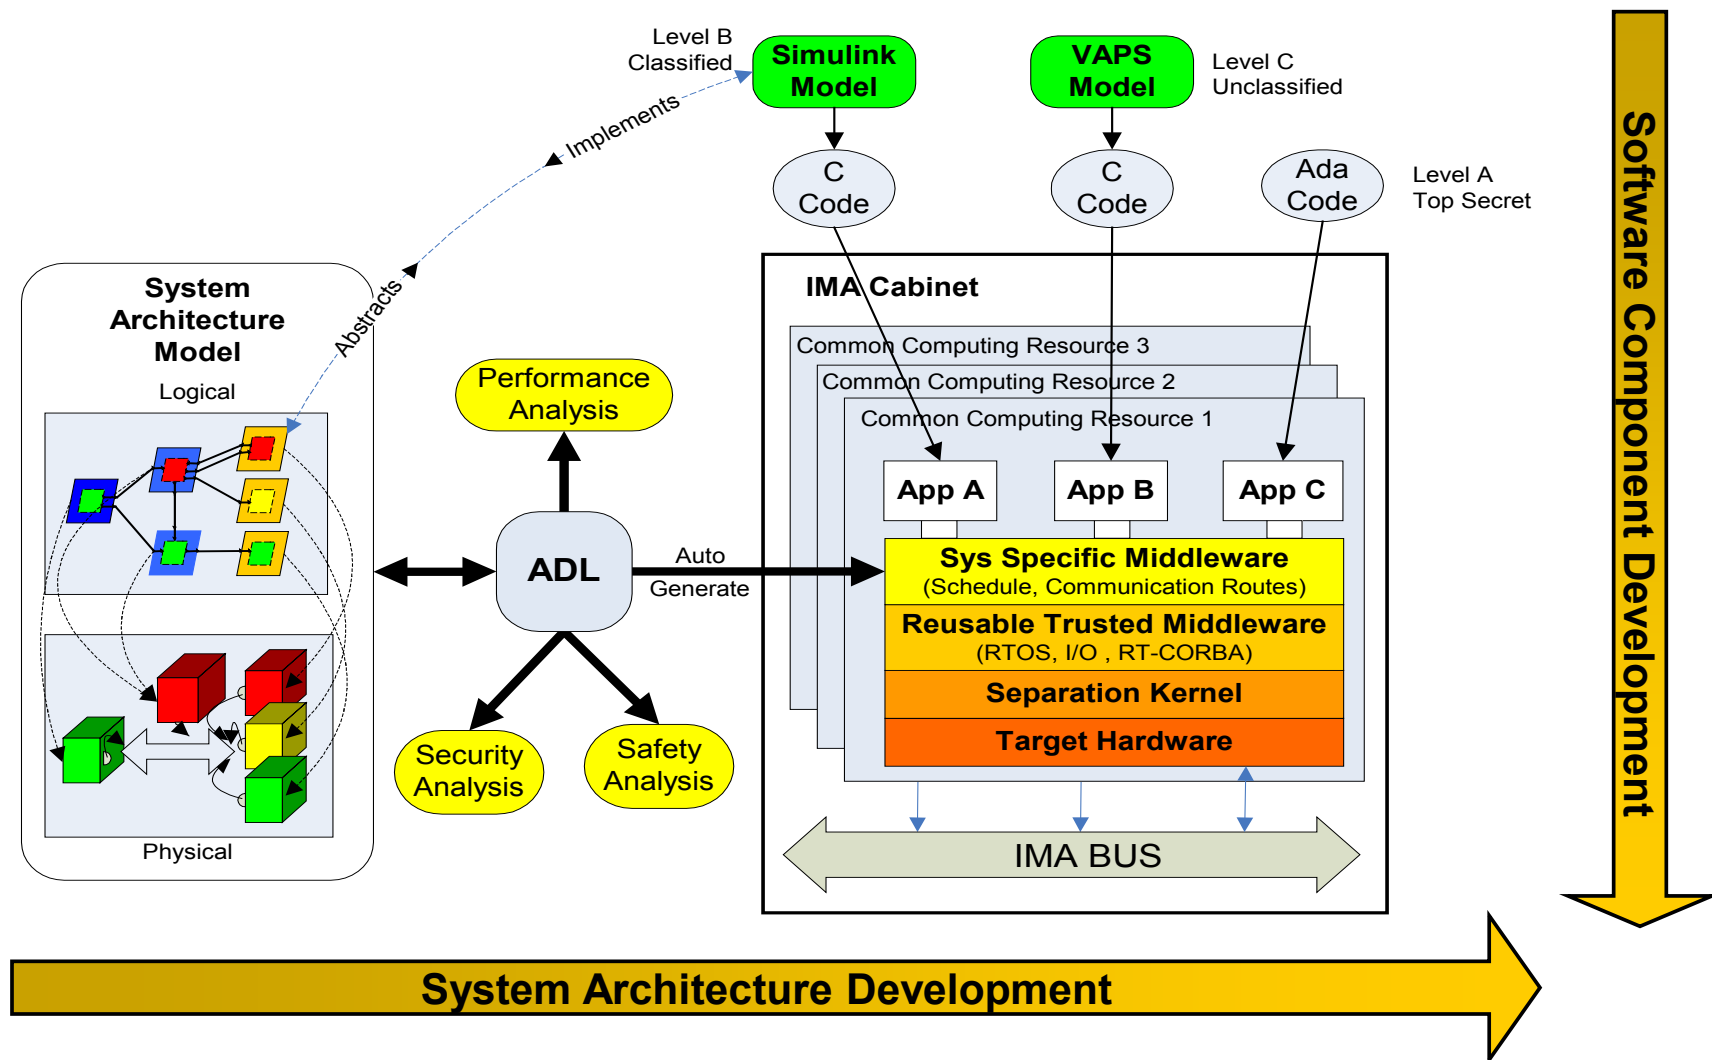 Level B
Classified
Simulink
Model
VAPS
Model
Level C
Unclassified
Implements
C
Code
C
Code
Ada
Code
Level A
Top Secret
System
Architecture
Model
Logical
Abstracts
IMA Cabinet
Common Computing Resource 3
Common Computing Resource 2
Common Computing Resource 1
Performance
Analysis
App A
App B
App C
ADL
Auto
Generate
Sys Specific Middleware
(Schedule, Communication Routes)
Reusable Trusted Middleware
(RTOS, I/O , RT-CORBA)
Separation Kernel
Target Hardware
Security
Analysis
Safety
Analysis
Physical
IMA BUS
Software Component Development
System Architecture Development